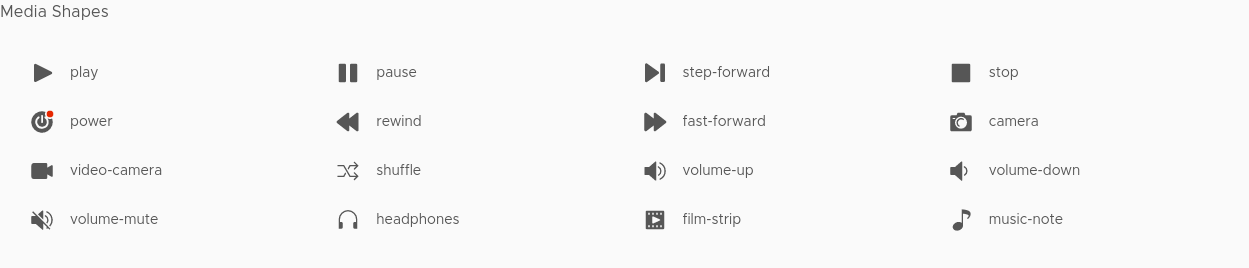 Media Shapes
play pause step-forward stop
power rewind fast-forward camera
video-camera shuffle volume-up volume-down
volume-mute headphones film-strip music-note